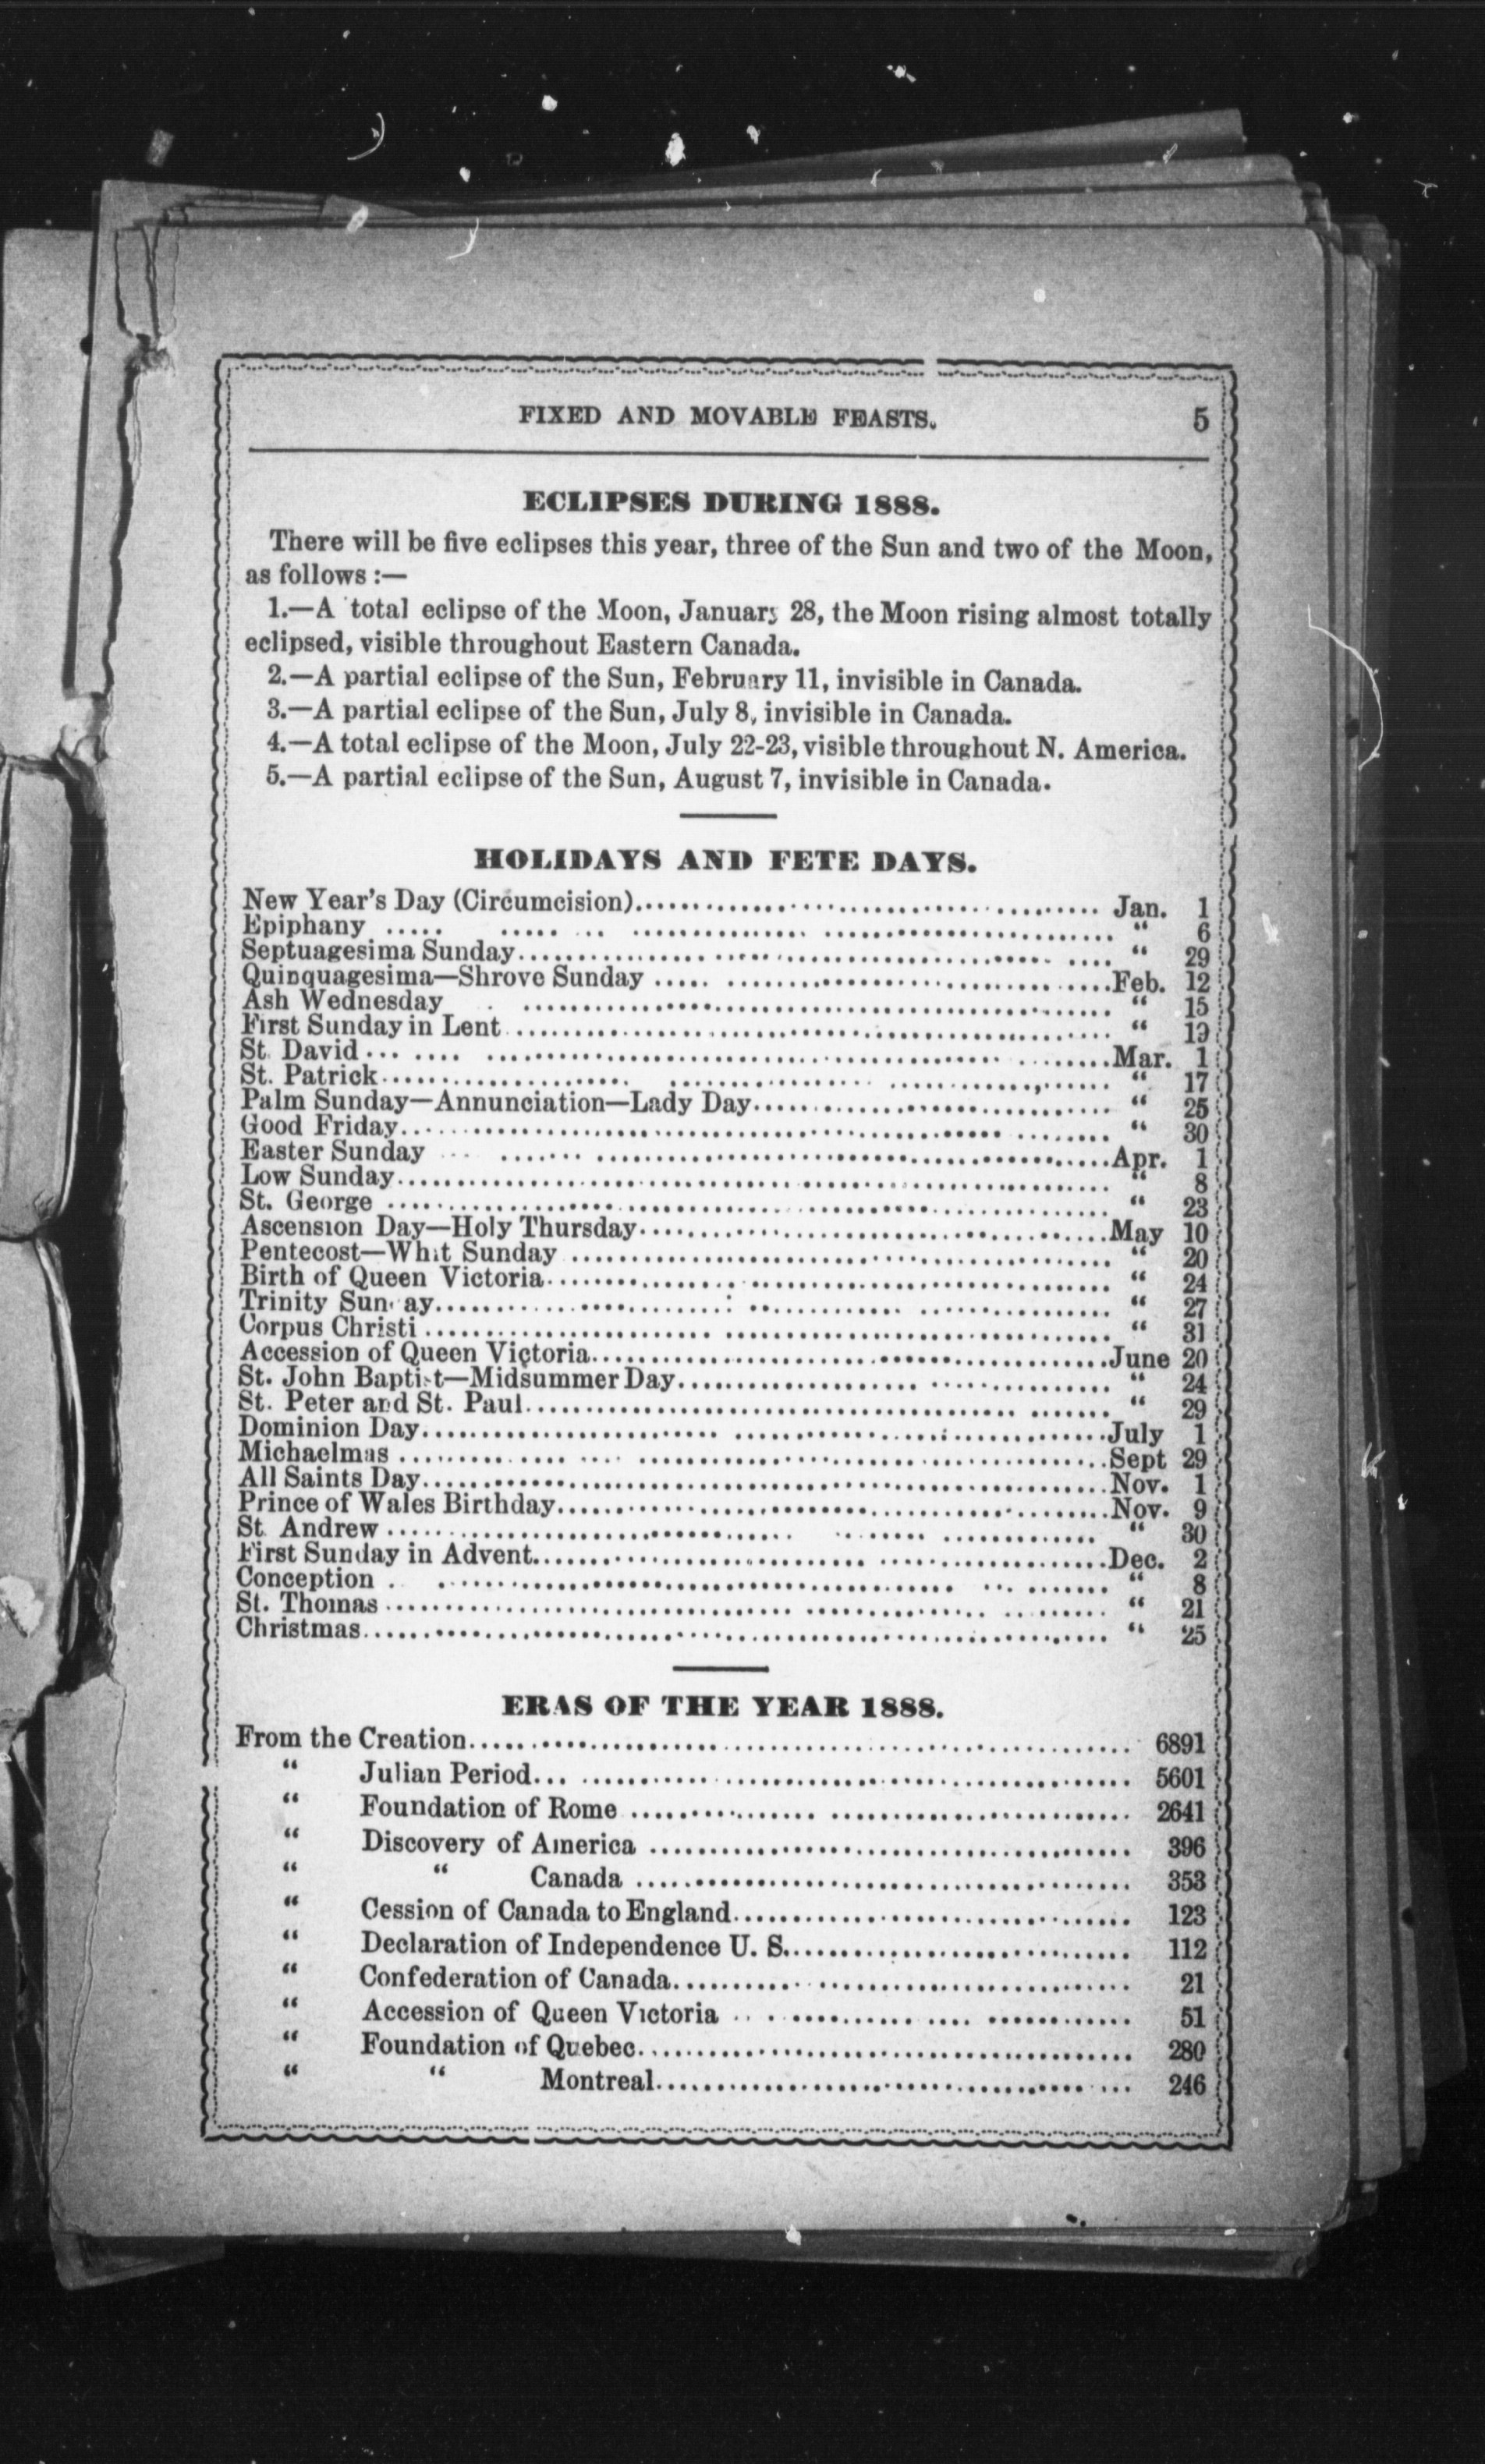 FIXED AND MOVABLE FEASTS. 5
ECLIPSES DURING 1888.
There will be five eclipses this year, three of the Sun and two of the Moon,
as follows :—
1.—A total eclipse of the Moon, January 28, the Moon rising almost totally
eclipsed, visible throughout Eastern Canada.
2.—A partial eclipse of the Sun, February 11, invisible in Canada.
3.—A partial eclipse of the Sun, July 8, invisible in Canada.
4.—A total eclipse of the Moon, July 22-23, visible throughout N. America.
5.—A partial eclipse of the Sun, August 7, invisible in Canada.
HOLIDAYS AND FETE DAYS.
New Year's Day (Circumcision)........ Jan. 1
Epiphany ........ “ 6
Septuagesima Sunday........ “ 29
Quinquagesima—Shrove Sunday ........Feb. 12
Ash Wednesday ........ “ 15
First Sunday in Lent ........ “ 19
St. David ........Mar. 1
St. Patrick........ “ 17
Palm Sunday—Annunciation—Lady Day........ “ 25
Good Friday........ “ 30
Easter Sunday ........Apr. 1
Low Sunday........ “ 8
St. George ........ “ 23
Ascension Day—Holy Thursday........May 10
Pentecost—Whit Sunday ........ “ 20
Birth of Queen Victoria........ “ 24
Trinity Sunday........ “ 27
Corpus Christi ........ “ 31
Accession of Queen Victoria........June 20
St. John Baptist—Midsummer Day........ “ 24
St. Peter and St. Paul........ “ 29
Dominion Day........July 1
Michaelmas ........Sept 29
All Saints Day........Nov. 1
Prince of Wales Birthday........Nov. 9
St. Andrew ........ “ 30
First Sunday in Advent........Dec. 2
Conception ........ “ 8
St. Thomas ........ “ 21
Christmas........ “ 25
ERAS OF THE YEAR 1888.
From the Creation........ 6891
“ Julian Period........ 5601
“ Foundation of Rome ........ 2641
“ Discovery of America ........ 396
“ “ Canada ........ 353
“ Cession of Canada to England........ 123
“ Declaration of Independence U. S........ 112
“ Confederation of Canada........ 21
“ Accession of Queen Victoria ........ 51
“ Foundation of Quebec........ 280
“ “ Montreal........ 246